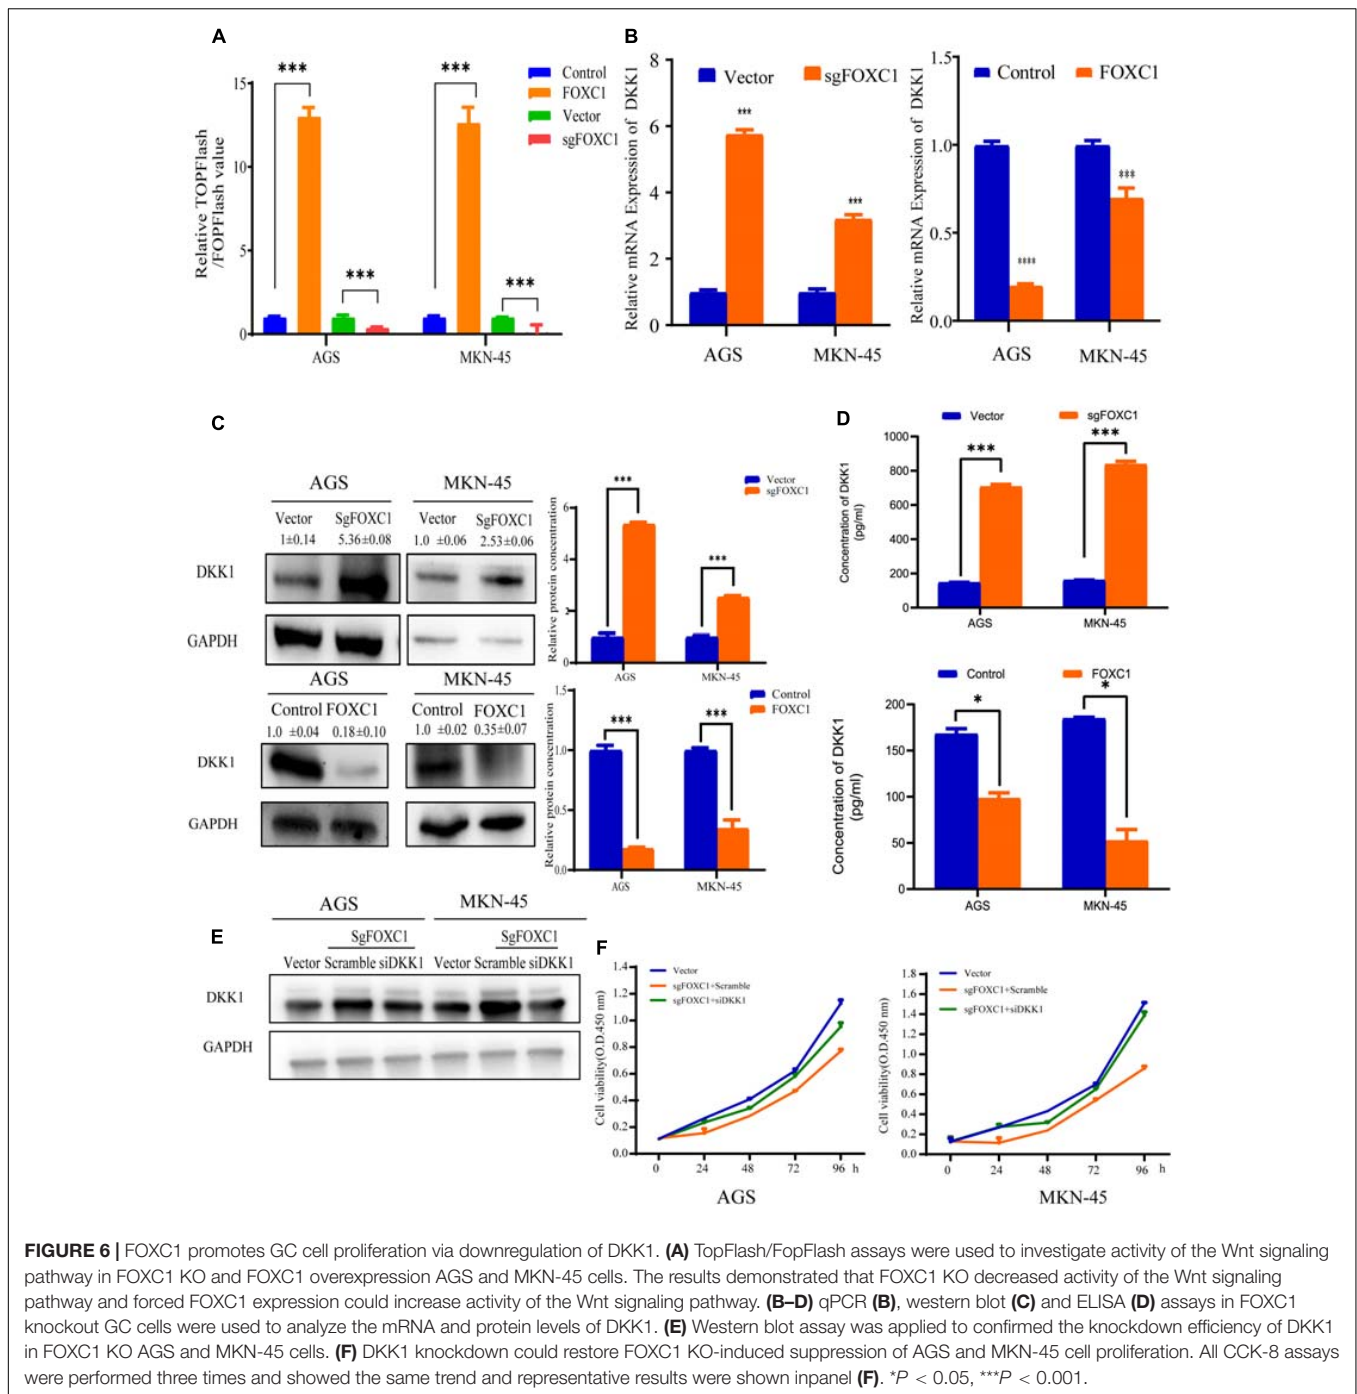 A
***
***
15
10
5
0
Relative TOPFlash
/FOPFlash value
***
***
AGS
MKN-45
Control
FOXC1
Vector
sgFOXC1
B
Vector
sgFOXC1
Relative mRNA Expression of DKK1
8
6
4
2
0
***
***
AGS
MKN-45
Control
FOXC1
Relative mRNA Expression of DKK1
1.5
1.0
0.5
0.0
****
***
AGS
MKN-45
C
AGS
MKN-45
Vector
SgFOXC1
Vector
SgFOXC1
1±0.14
5.36±0.08
1.0 ±0.06
2.53±0.06
DKK1
GAPDH
AGS
MKN-45
Control FOXC1
Control FOXC1
1.0 ±0.04
0.18±0.10
1.0 ±0.02
0.35±0.07
DKK1
GAPDH
Vector
sgFOXC1
Relative protein concentration
6
4
2
0
***
***
AGS
MKN-45
Control
FOXC1
Relative protein concentration
1.5
1.0
0.5
0.0
***
***
AGS
MKN-45
D
Vector
sgFOXC1
Concentration of DKK1
(pg/ml)
1000
800
600
400
200
0
***
***
AGS
MKN-45
Control
FOXC1
Concentration of DKK1
(pg/ml)
200
150
100
50
0
*
*
AGS
MKN-45
E
AGS
MKN-45
SgFOXC1
SgFOXC1
Vector Scramble siDKK1 Vector Scramble siDKK1
DKK1
GAPDH
F
Vector
sgFOXC1+Scramble
sgFOXC1+siDKK1
Cell viability(O.D.450 nm)
1.4
1.2
1.0
0.8
0.6
0.4
0.2
0.0
0 24 48 72 96 h
AGS
Vector
sgFOXC1+Scramble
sgFOXC1+siDKK1
Cell viability(O.D.450 nm)
1.8
1.6
1.4
1.2
1.0
0.8
0.6
0.4
0.2
0.0
0 24 48 72 96 h
MKN-45
FIGURE 6 | FOXC1 promotes GC cell proliferation via downregulation of DKK1. (A) TopFlash/FopFlash assays were used to investigate activity of the Wnt signaling
pathway in FOXC1 KO and FOXC1 overexpression AGS and MKN-45 cells. The results demonstrated that FOXC1 KO decreased activity of the Wnt signaling
pathway and forced FOXC1 expression could increase activity of the Wnt signaling pathway. (B–D) qPCR (B), western blot (C) and ELISA (D) assays in FOXC1
knockout GC cells were used to analyze the mRNA and protein levels of DKK1. (E) Western blot assay was applied to confirmed the knockdown efficiency of DKK1
in FOXC1 KO AGS and MKN-45 cells. (F) DKK1 knockdown could restore FOXC1 KO-induced suppression of AGS and MKN-45 cell proliferation. All CCK-8 assays
were performed three times and showed the same trend and representative results were shown inpanel (F). *P < 0.05, ***P < 0.001.